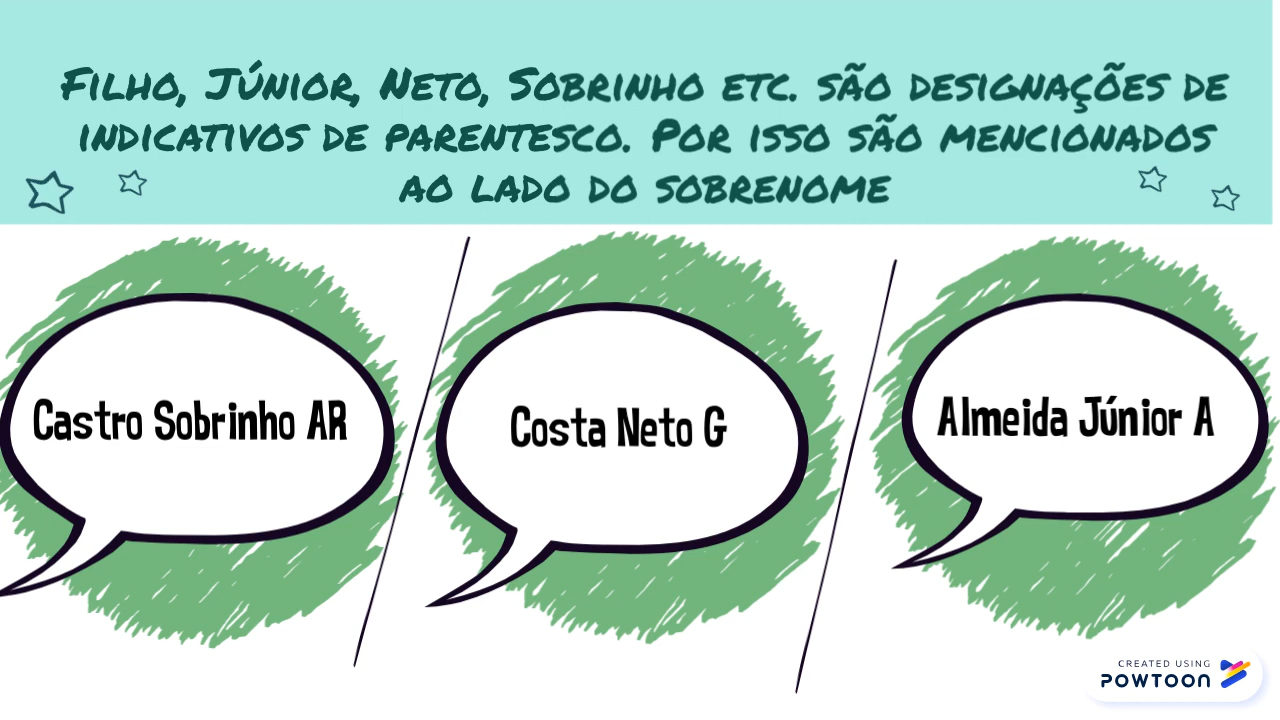 Filho, Júnior, Neto, Sobrinho etc. são designações de
indicativos de parentesco. Por isso são mencionados
ao lado do sobrenome
Castro Sobrinho AR
Costa Neto G
Almeida Júnior A
CREATED USING
POWTOON